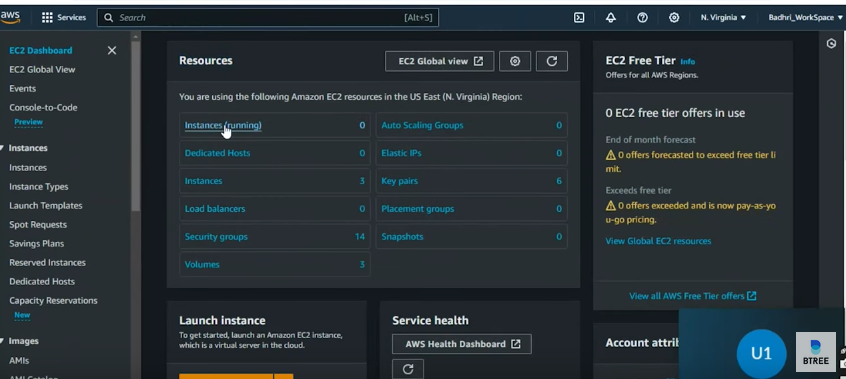 aws
Services
Search
[Alt+S]
N. Virginia
Badhri_WorkSpace
EC2 Dashboard
EC2 Global View
Events
Console-to-Code
Preview
Instances
Instances
Instance Types
Launch Templates
Spot Requests
Savings Plans
Reserved Instances
Dedicated Hosts
Capacity Reservations
New
Images
AMIs
AMI Catalog
Resources
EC2 Global view
You are using the following Amazon EC2 resources in the US East (N. Virginia) Region:
Instances (running) 0
Auto Scaling Groups 0
Dedicated Hosts 0
Elastic IPs 0
Instances 3
Key pairs 6
Load balancers 0
Placement groups 0
Security groups 14
Snapshots 0
Volumes 3
Launch instance
To get started, launch an Amazon EC2 instance,
which is a virtual server in the cloud.
Service health
AWS Health Dashboard
EC2 Free Tier Info
Offers for all AWS Regions.
0 EC2 free tier offers in use
End of month forecast
0 offers forecasted to exceed free tier li
mit.
Exceeds free tier
0 offers exceeded and is now pay-as-yo
u-go pricing.
View Global EC2 resources
View all AWS Free Tier offers
Account attri
U1
BTREE